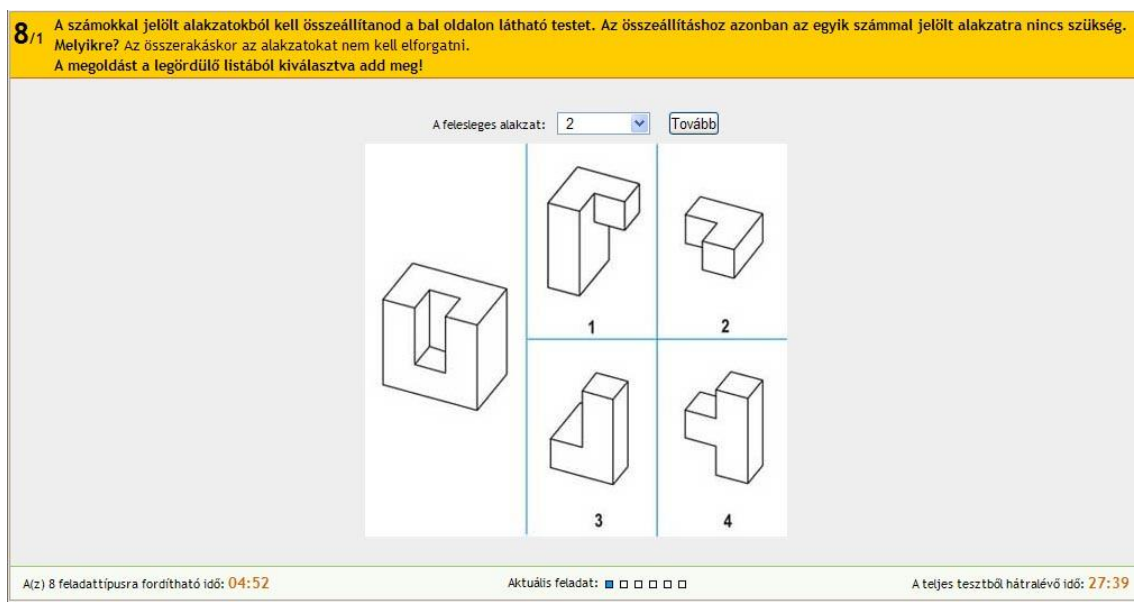 8/1 A számokkal jelölt alakzatokból kell összeállítanod a bal oldalon látható testet. Az összeállításhoz azonban az egyik számmal jelölt alakzatra nincs szükség.
Melyikre? Az összerakáskor az alakzatokat nem kell elforgatni.
A megoldást a legördülő listából kiválasztva add meg!
A felesleges alakzat: 2 Tovább
1 2
3 4
A(z) 8 feladattípusra fordítható idő: 04:52 Aktuális feladat: A teljes tesztből hátralévő idő: 27:39